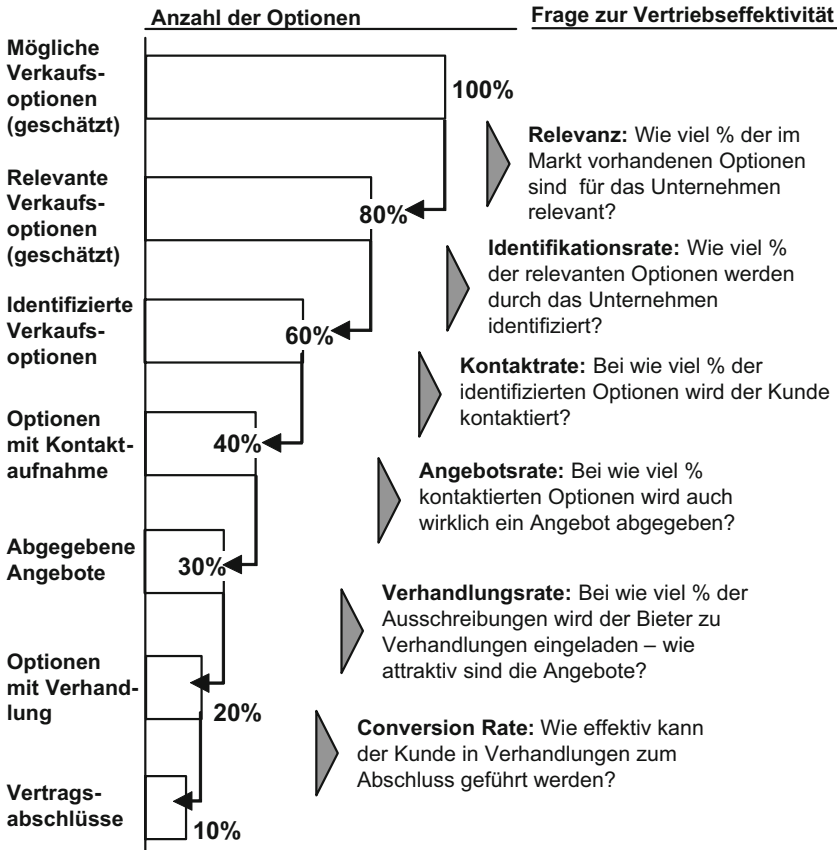 Anzahl der Optionen
Frage zur Vertriebseffektivität
Mögliche
Verkaufs-
optionen
(geschätzt)
100%
Relevanz: Wie viel % der im
Markt vorhandenen Optionen
sind für das Unternehmen
relevant?
Relevante
Verkaufs-
optionen
(geschätzt)
80%
Identifikationsrate: Wie viel %
der relevanten Optionen werden
durch das Unternehmen
identifiziert?
Identifizierte
Verkaufs-
optionen
60%
Kontaktrate: Bei wie viel % der
identifizierten Optionen wird der Kunde
kontaktiert?
Optionen
mit Kontakt-
aufnahme
40%
Angebotsrate: Bei wie viel %
kontaktierten Optionen wird auch
wirklich ein Angebot abgegeben?
Abgegebene
Angebote
30%
Verhandlungsrate: Bei wie viel % der
Ausschreibungen wird der Bieter zu
Verhandlungen eingeladen – wie
attraktiv sind die Angebote?
Optionen
mit Verhand-
lung
20%
Conversion Rate: Wie effektiv kann
der Kunde in Verhandlungen zum
Abschluss geführt werden?
Vertrags-
abschlüsse
10%